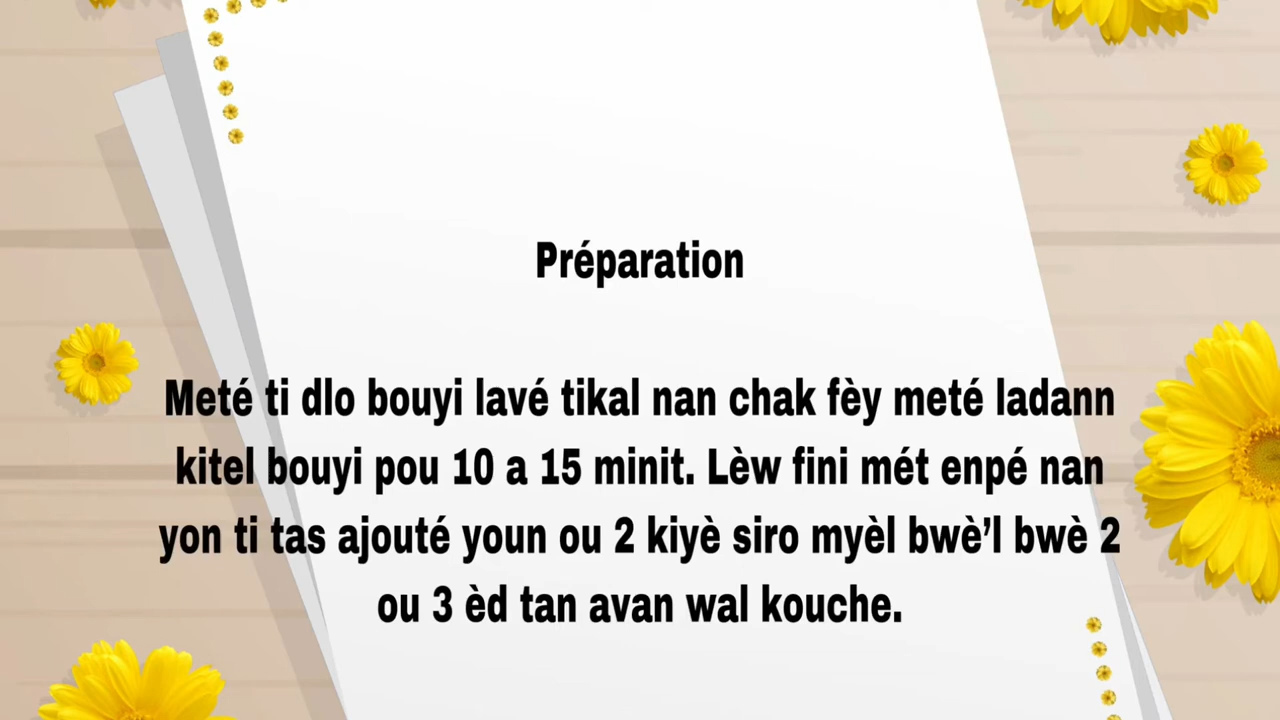 Préparation
Meté ti dlo bouyi lavé tikal nan chak fèy meté ladann
kitel bouyi pou 10 a 15 minit. Lèw fini mét enpé nan
yon ti tas ajouté youn ou 2 kiyè siro myèl bwè’l bwè 2
ou 3 èd tan avan wal kouche.